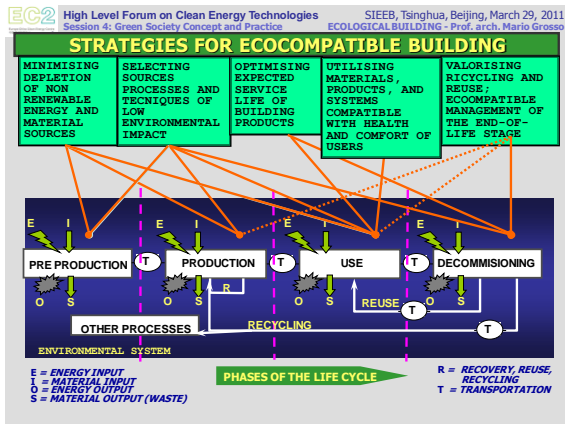 EC2
High Level Forum on Clean Energy Technologies
SIEEB, Tsinghua, Beijing, March 29, 2011
Session 4: Green Society Concept and Practice
ECOLOGICAL BUILDING - Prof. arch. Mario Grosso
STRATEGIES FOR ECOCOMPATIBLE BUILDING
MINIMISING
DEPLETION
OF NON
RENEWABLE
ENERGY AND
MATERIAL
SOURCES
SELECTING
SOURCES
PROCESSES AND
TECNIQUES OF
LOW
ENVIRONMENTAL
IMPACT
OPTIMISING
EXPECTED
SERVICE
LIFE OF
BUILDING
PRODUCTS
UTILISING
MATERIALS,
PRODUCTS, AND
SYSTEMS
COMPATIBLE
WITH HEALTH
AND COMFORT OF
USERS
VALORISING
RICYCLING AND
REUSE;
ECOOMPATIBLE
MANAGEMENT OF
THE END-OF-
LIFE STAGE
E I E I E I E I
PRE PRODUCTION T PRODUCTION T USE T DECOMMISIONING
R
O S O S O S O S
REUSE T
OTHER PROCESSES RECYCLING T
ENVIRONMENTAL SYSTEM
E = ENERGY INPUT
I = MATERIAL INPUT
O = ENERGY OUTPUT
S = MATERIAL OUTPUT (WASTE)
PHASES OF THE LIFE CYCLE
R = RECOVERY, REUSE,
RECYCLING
T = TRANSPORTATION